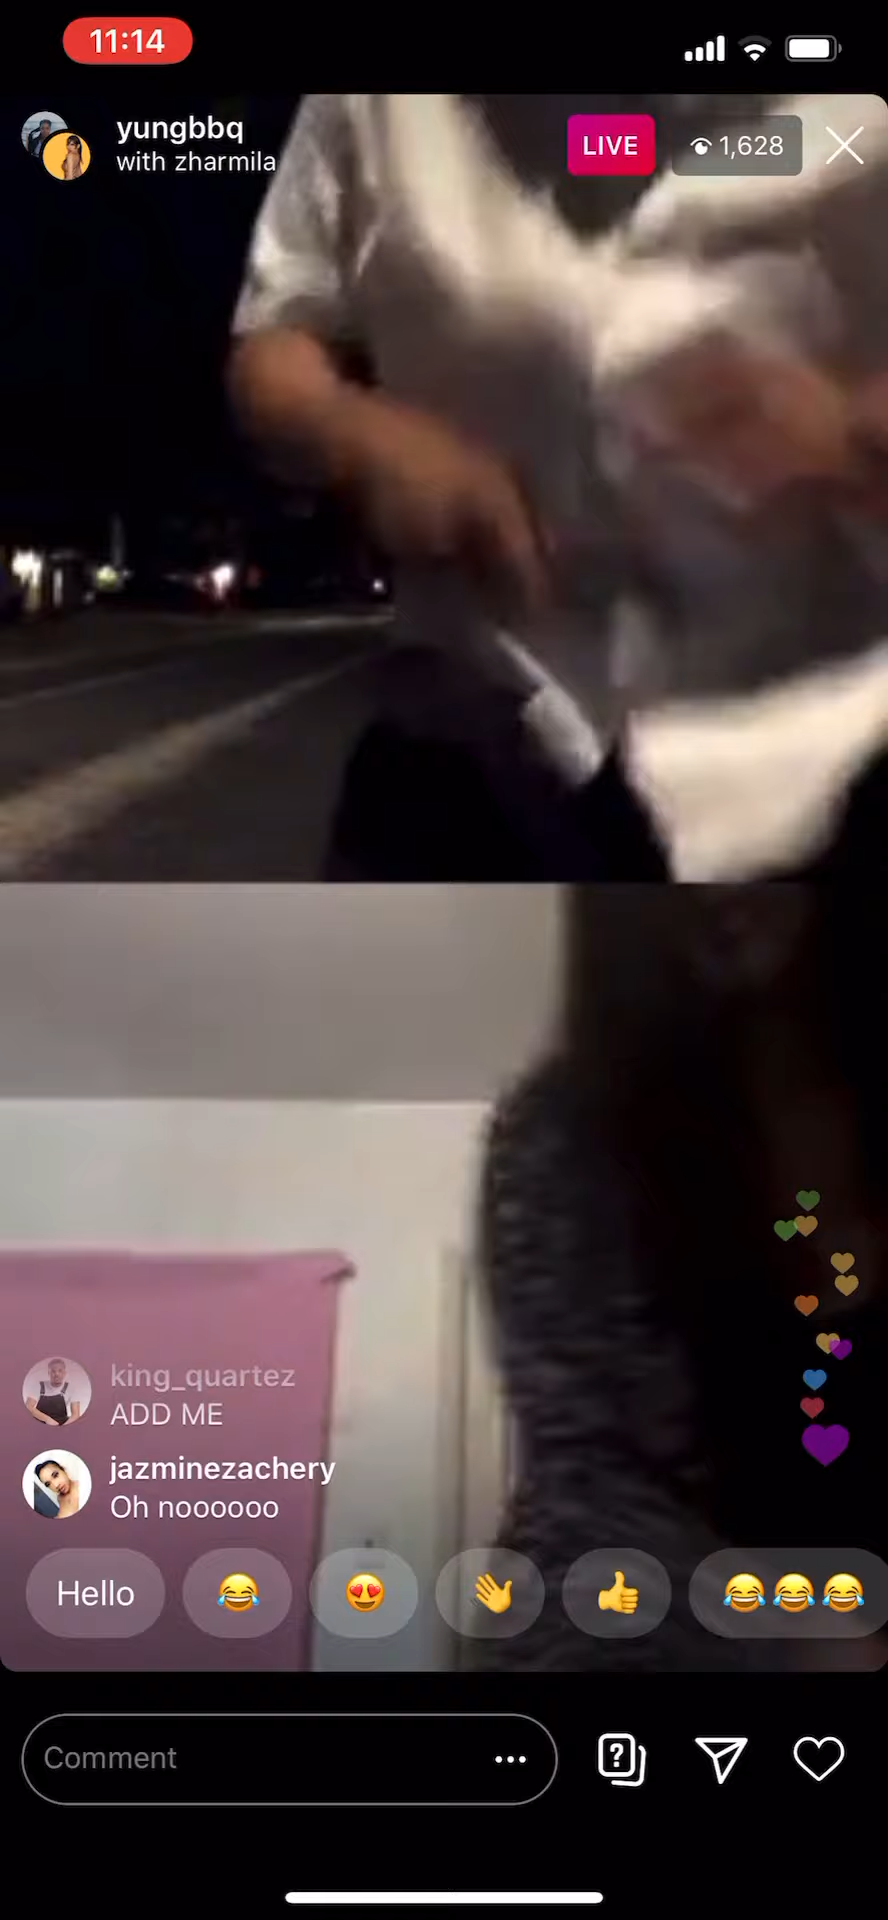 11:14
yungbbq
with zharmila
LIVE
1,628
king_quartez
ADD ME
jazminezachery
Oh noooooo
Hello
Comment